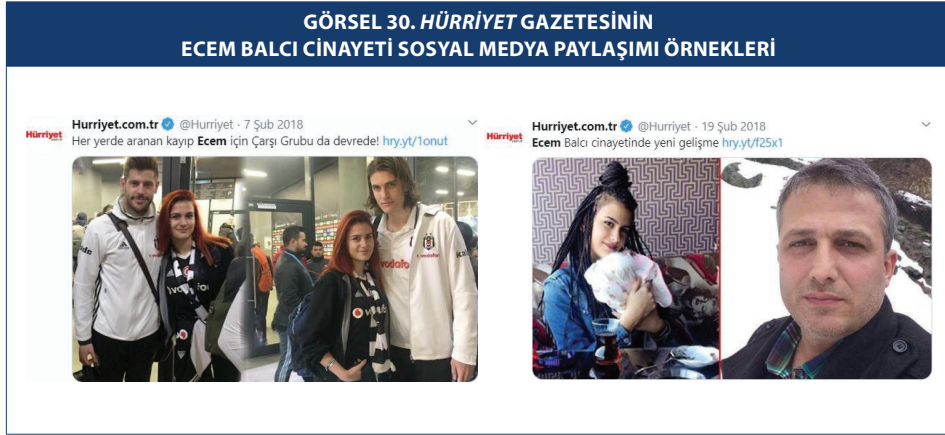 GÖRSEL 30. HÜRRİYET GAZETESİNİN
ECEM BALCI CİNAYETİ SOSYAL MEDYA PAYLAŞIMI ÖRNEKLERİ
Hürriyet
Hurriyet.com.tr @Hurriyet · 7 Şub 2018
Her yerde aranan kayıp Ecem için Çarşı Grubu da devrede! hry.yt/1onut
vodafo
Hürriyet
Hurriyet.com.tr @Hurriyet · 19 Şub 2018
Ecem Balcı cinayetinde yeni gelişme hry.yt/f25x1